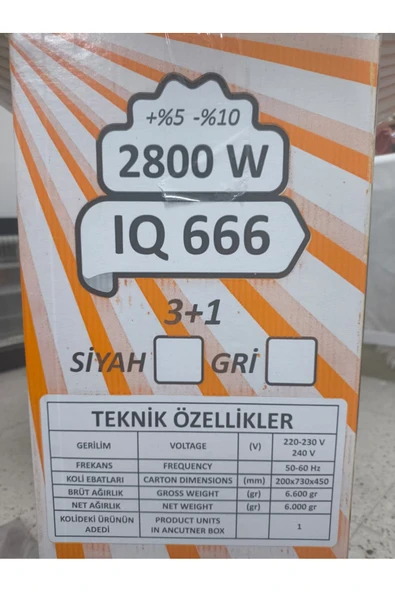 +%5 -%10
2800 W
IQ 666
3+1
SİYAH GRİ
TEKNİK ÖZELLİKLER
GERİLİM VOLTAGE (V) 220-230 V 240 V
FREKANS FREQUENCY 50-60 Hz
KOLİ EBATLARI CARTON DIMENSIONS (mm) 200x730x450
BRÜT AĞIRLIK GROSS WEIGHT (gr) 6.600 gr
NET AĞIRLIK NET WEIGHT (gr) 6.000 gr
KOLİDEKİ ÜRÜNÜN ADEDİ PRODUCT UNITS IN ANCUTNER BOX 1